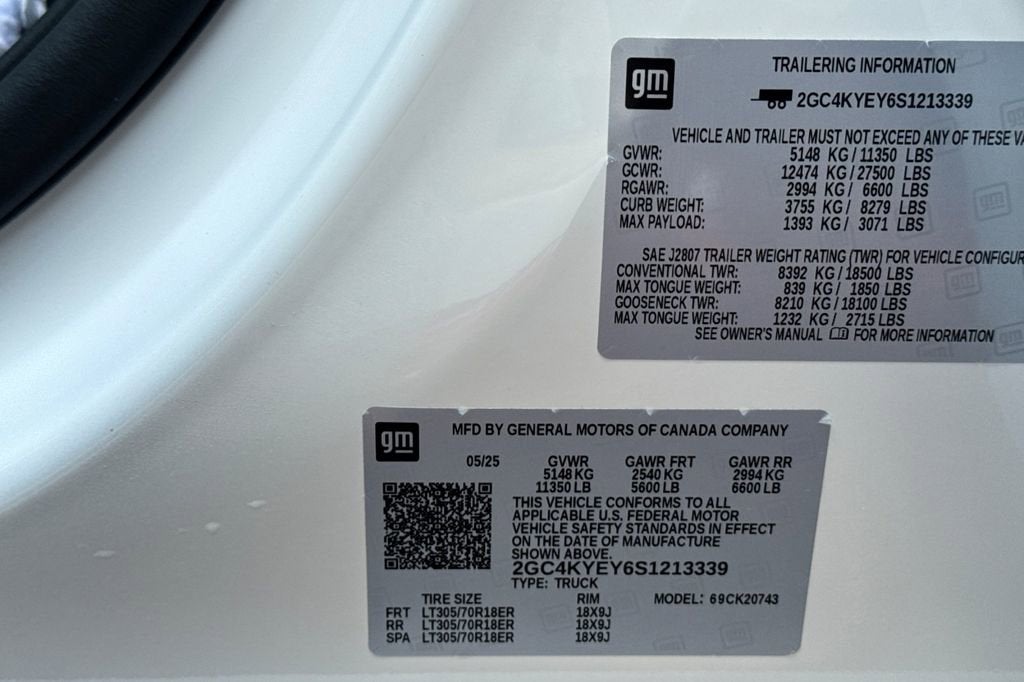 gm
TRAILERING INFORMATION
2GC4KYEY6S1213339
VEHICLE AND TRAILER MUST NOT EXCEED ANY OF THESE VA
GVWR: 5148 KG / 11350 LBS
GCWR: 12474 KG / 27500 LBS
RGAWR: 2994 KG / 6600 LBS
CURB WEIGHT: 3755 KG / 8279 LBS
MAX PAYLOAD: 1393 KG / 3071 LBS
SAE J2807 TRAILER WEIGHT RATING (TWR) FOR VEHICLE CONFIGUR
CONVENTIONAL TWR: 8392 KG / 18500 LBS
MAX TONGUE WEIGHT: 839 KG / 1850 LBS
GOOSENECK TWR: 8210 KG / 18100 LBS
MAX TONGUE WEIGHT: 1232 KG / 2715 LBS
SEE OWNER'S MANUAL FOR MORE INFORMATION
gm
MFD BY GENERAL MOTORS OF CANADA COMPANY
05/25 GVWR GAWR FRT GAWR RR
5148 KG 2540 KG 2994 KG
11350 LB 5600 LB 6600 LB
THIS VEHICLE CONFORMS TO ALL
APPLICABLE U.S. FEDERAL MOTOR
VEHICLE SAFETY STANDARDS IN EFFECT
ON THE DATE OF MANUFACTURE
SHOWN ABOVE.
2GC4KYEY6S1213339
TYPE: TRUCK
TIRE SIZE RIM MODEL: 69CK20743
FRT LT305/70R18ER 18X9J
RR LT305/70R18ER 18X9J
SPA LT305/70R18ER 18X9J